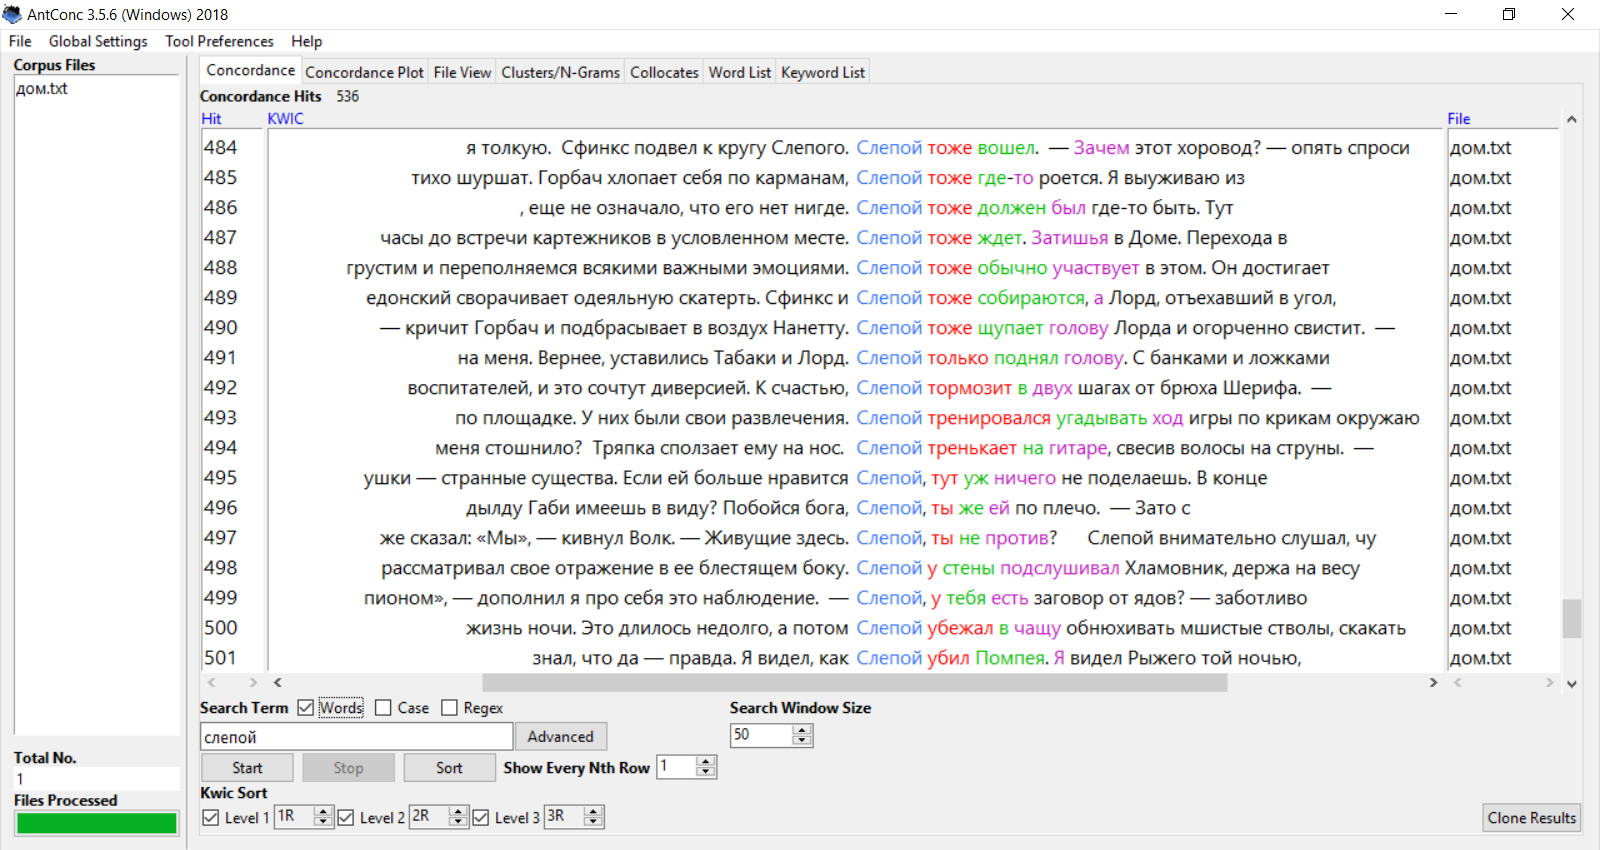 AntConc 3.5.6 (Windows) 2018
File Global Settings Tool Preferences Help
Corpus Files
дом.txt
Concordance Concordance Plot File View Clusters/N-Grams Collocates Word List Keyword List
Concordance Hits 536
Hit KWIC File
484 я толкую. Сфинкс подвел к кругу Слепого. Слепой тоже вошел. — Зачем этот хоровод? — опять спроси дом.txt
485 тихо шуршат. Горбач хлопает себя по карманам, Слепой тоже где-то роется. Я выуживаю из дом.txt
486 , еще не означало, что его нет нигде. Слепой тоже должен был где-то быть. Тут дом.txt
487 часы до встречи картежников в условленном месте. Слепой тоже ждет. Затишья в Доме. Перехода в дом.txt
488 грустим и переполняемся всякими важными эмоциями. Слепой тоже обычно участвует в этом. Он достигает дом.txt
489 едонский сворачивает одеяльную скатерть. Сфинкс и Слепой тоже собираются, а Лорд, отъехавший в угол, дом.txt
490 — кричит Горбач и подбрасывает в воздух Нанетту. Слепой тоже щупает голову Лорда и огорченно свистит. — дом.txt
491 на меня. Вернее, уставились Табаки и Лорд. Слепой только поднял голову. С банками и ложками дом.txt
492 воспитателей, и это сочтут диверсией. К счастью, Слепой тормозит в двух шагах от брюха Шерифа. — дом.txt
493 по площадке. У них были свои развлечения. Слепой тренировался угадывать ход игры по крикам окружаю дом.txt
494 меня стошнило? Тряпка сползает ему на нос. Слепой тренькает на гитаре, свесив волосы на струны. — дом.txt
495 ушки — странные существа. Если ей больше нравится Слепой, тут уж ничего не поделаешь. В конце дом.txt
496 дылду Габи имеешь в виду? Побойся бога, Слепой, ты же ей по плечо. — Зато с дом.txt
497 же сказал: «Мы», — кивнул Волк. — Живущие здесь. Слепой, ты не против? Слепой внимательно слушал, чу дом.txt
498 рассматривал свое отражение в ее блестящем боку. Слепой у стены подслушивал Хламовник, держа на весу дом.txt
499 пионом», — дополнил я про себя это наблюдение. — Слепой, у тебя есть заговор от ядов? — заботливо дом.txt
500 жизнь ночи. Это длилось недолго, а потом Слепой убежал в чащу обнюхивать мшистые стволы, скакать дом.txt
501 знал, что да — правда. Я видел, как Слепой убил Помпея. Я видел Рыжего той ночью, дом.txt
Search Term Words Case Regex Search Window Size
слепой Advanced 50
Start Stop Sort Show Every Nth Row 1
Total No.
1
Files Processed
Kwic Sort
Level 1 1R Level 2 2R Level 3 3R Clone Results